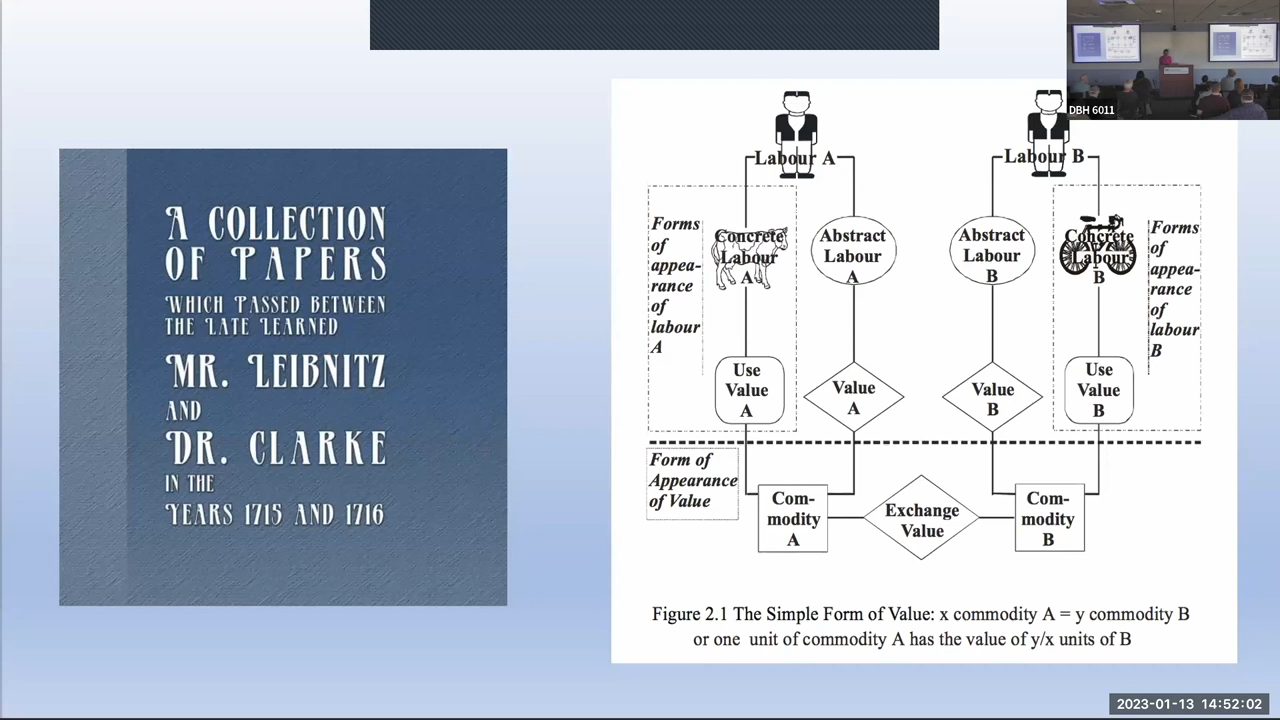 A COLLECTION
OF PAPERS
WHICH PASSED BETWEEN
THE LATE LEARNED
MR. LEIBNITZ
AND
DR. CLARKE
IN THE
YEARS 1715 AND 1716
DBH 6011
Labour A
Labour B
Forms
of
appea-
rance
of
labour
A
Concrete
Labour
A
Abstract
Labour
A
Abstract
Labour
B
Concrete
Labour
B
Forms
of
appea-
rance
of
labour
B
Use
Value
A
Value
A
Value
B
Use
Value
B
Form of
Appearance
of Value
Com-
modity
A
Exchange
Value
Com-
modity
B
Figure 2.1 The Simple Form of Value: x commodity A = y commodity B
or one unit of commodity A has the value of y/x units of B
2023-01-13 14:52:02